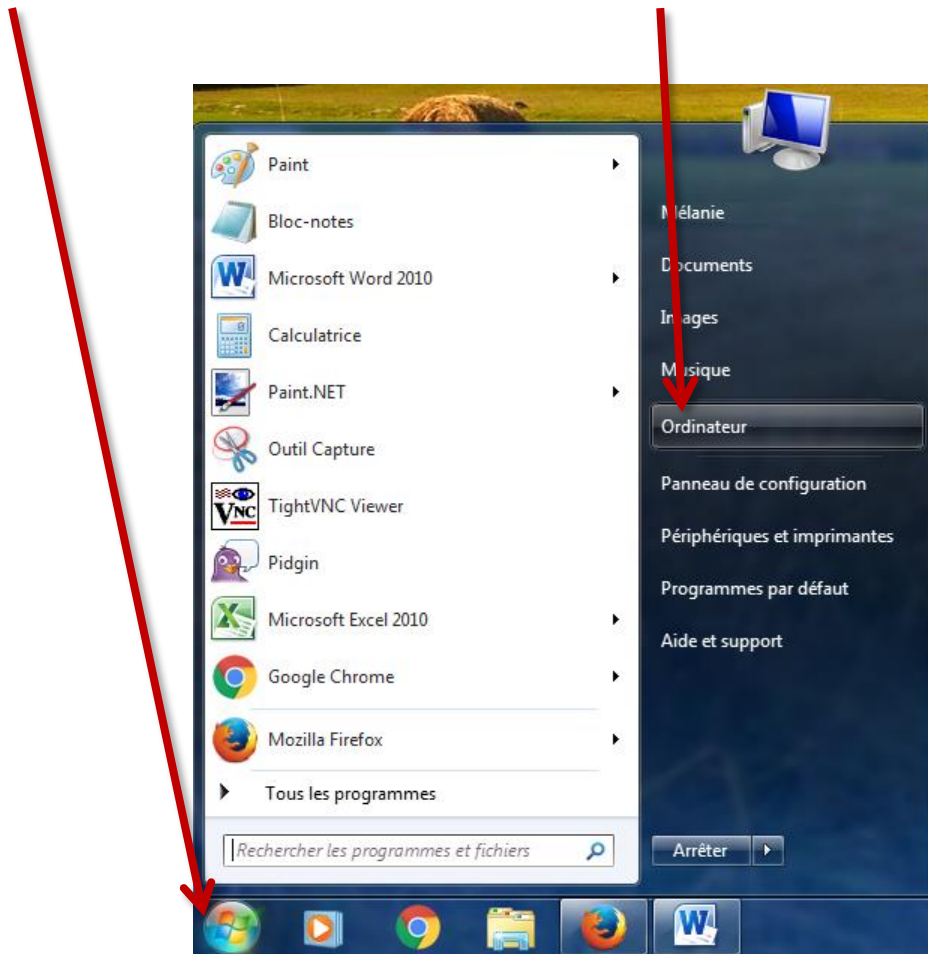 Paint
Bloc-notes
Microsoft Word 2010
Calculatrice
Paint.NET
Outil Capture
VNC TightVNC Viewer
Pidgin
Microsoft Excel 2010
Google Chrome
Mozilla Firefox
Tous les programmes
Rechercher les programmes et fichiers
Mélanie
Documents
Images
Musique
Ordinateur
Panneau de configuration
Périphériques et imprimantes
Programmes par défaut
Aide et support
Arrêter